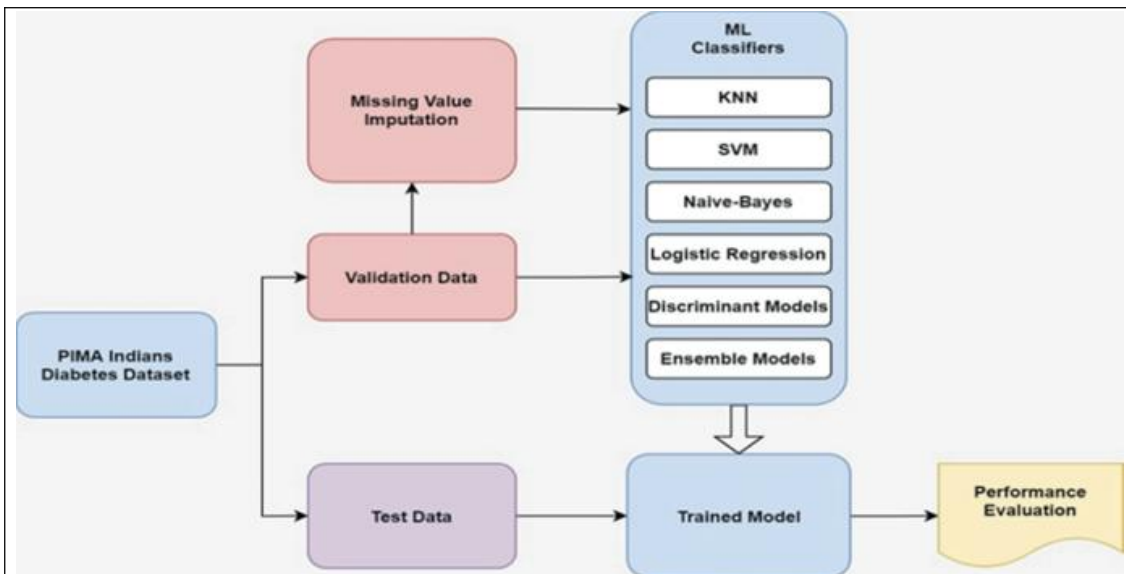 ML
Classifiers
KNN
SVM
Naive-Bayes
Logistic Regression
Discriminant Models
Ensemble Models
Missing Value
Imputation
Validation Data
PIMA Indians
Diabetes Dataset
Test Data
Trained Model
Performance
Evaluation